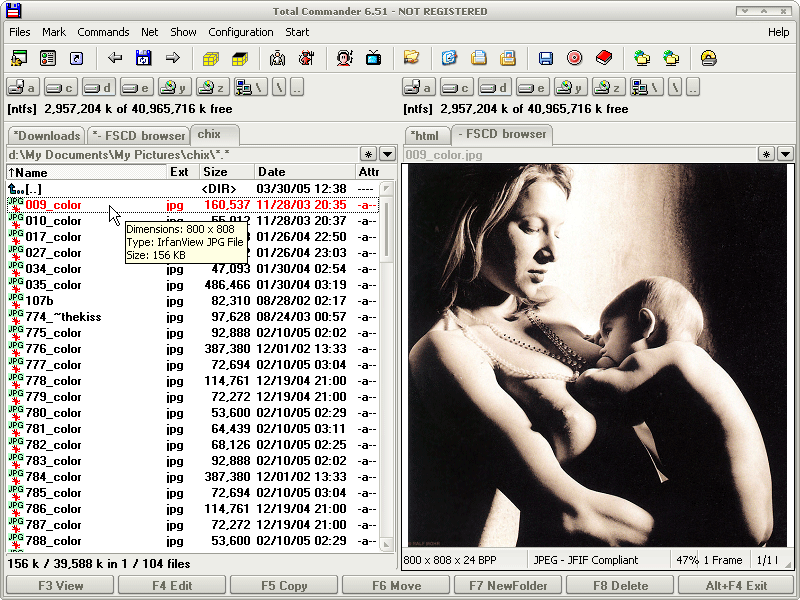 Total Commander 6.51 - NOT REGISTERED
Files Mark Commands Net Show Configuration Start Help
a c d e y z \ \ .. a c d e y z \ \ ..
[ntfs] 2,957,204 k of 40,965,716 k free [ntfs] 2,957,204 k of 40,965,716 k free
*Downloads *- FSCD browser chix *html - FSCD browser
d:\My Documents\My Pictures\chix\*.* * 009_color.jpg *
↑Name Ext Size Date Attr
[..] <DIR> 03/30/05 12:38 ----
009_color jpg 160,537 11/28/03 20:35 -a--
010_color jpg 11/28/03 20:37 -a--
017_color 01/26/04 22:50 -a--
027_color 01/26/04 23:03 -a--
Dimensions: 800 x 808
Type: IrfanView JPG File
Size: 156 KB
034_color jpg 47,093 01/30/04 02:54 -a--
035_color jpg 486,466 01/30/04 03:19 -a--
107b jpg 82,310 08/28/02 02:17 -a--
774_~thekiss jpg 97,628 08/24/03 00:57 -a--
775_color jpg 92,888 02/10/05 02:02 -a--
776_color jpg 387,380 12/01/02 13:33 -a--
777_color jpg 72,694 02/10/05 03:04 -a--
778_color jpg 114,761 12/19/04 21:00 -a--
779_color jpg 72,272 12/19/04 21:00 -a--
780_color jpg 53,600 02/10/05 02:29 -a--
781_color jpg 64,439 02/10/05 03:11 -a--
782_color jpg 68,126 02/10/05 02:25 -a--
783_color jpg 92,888 02/10/05 02:02 -a--
784_color jpg 387,380 12/01/02 13:33 -a--
785_color jpg 72,694 02/10/05 03:04 -a--
786_color jpg 114,761 12/19/04 21:00 -a--
787_color jpg 72,272 12/19/04 21:00 -a--
788_color jpg 53,600 02/10/05 02:29 -a--
156 k / 39,588 k in 1 / 104 files
800 x 808 x 24 BPP JPEG - JFIF Compliant 47% 1 Frame 1/1
F3 View F4 Edit F5 Copy F6 Move F7 NewFolder F8 Delete Alt+F4 Exit